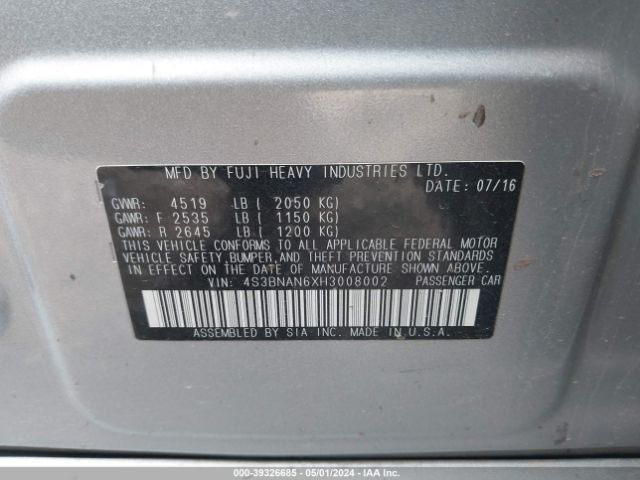 MFD BY FUJI HEAVY INDUSTRIES LTD.
DATE: 07/16
GVWR: 4519 LB ( 2050 KG)
GAWR: F 2535 LB ( 1150 KG)
GAWR: R 2645 LB ( 1200 KG)
THIS VEHICLE CONFORMS TO ALL APPLICABLE FEDERAL MOTOR
VEHICLE SAFETY, BUMPER, AND THEFT PREVENTION STANDARDS
IN EFFECT ON THE DATE OF MANUFACTURE SHOWN ABOVE.
VIN: 4S3BNAN6XH3008002 PASSENGER CAR
ASSEMBLED BY SIA INC. MADE IN U.S.A.
000-39326685 - 05/01/2024 - IAAI.COM